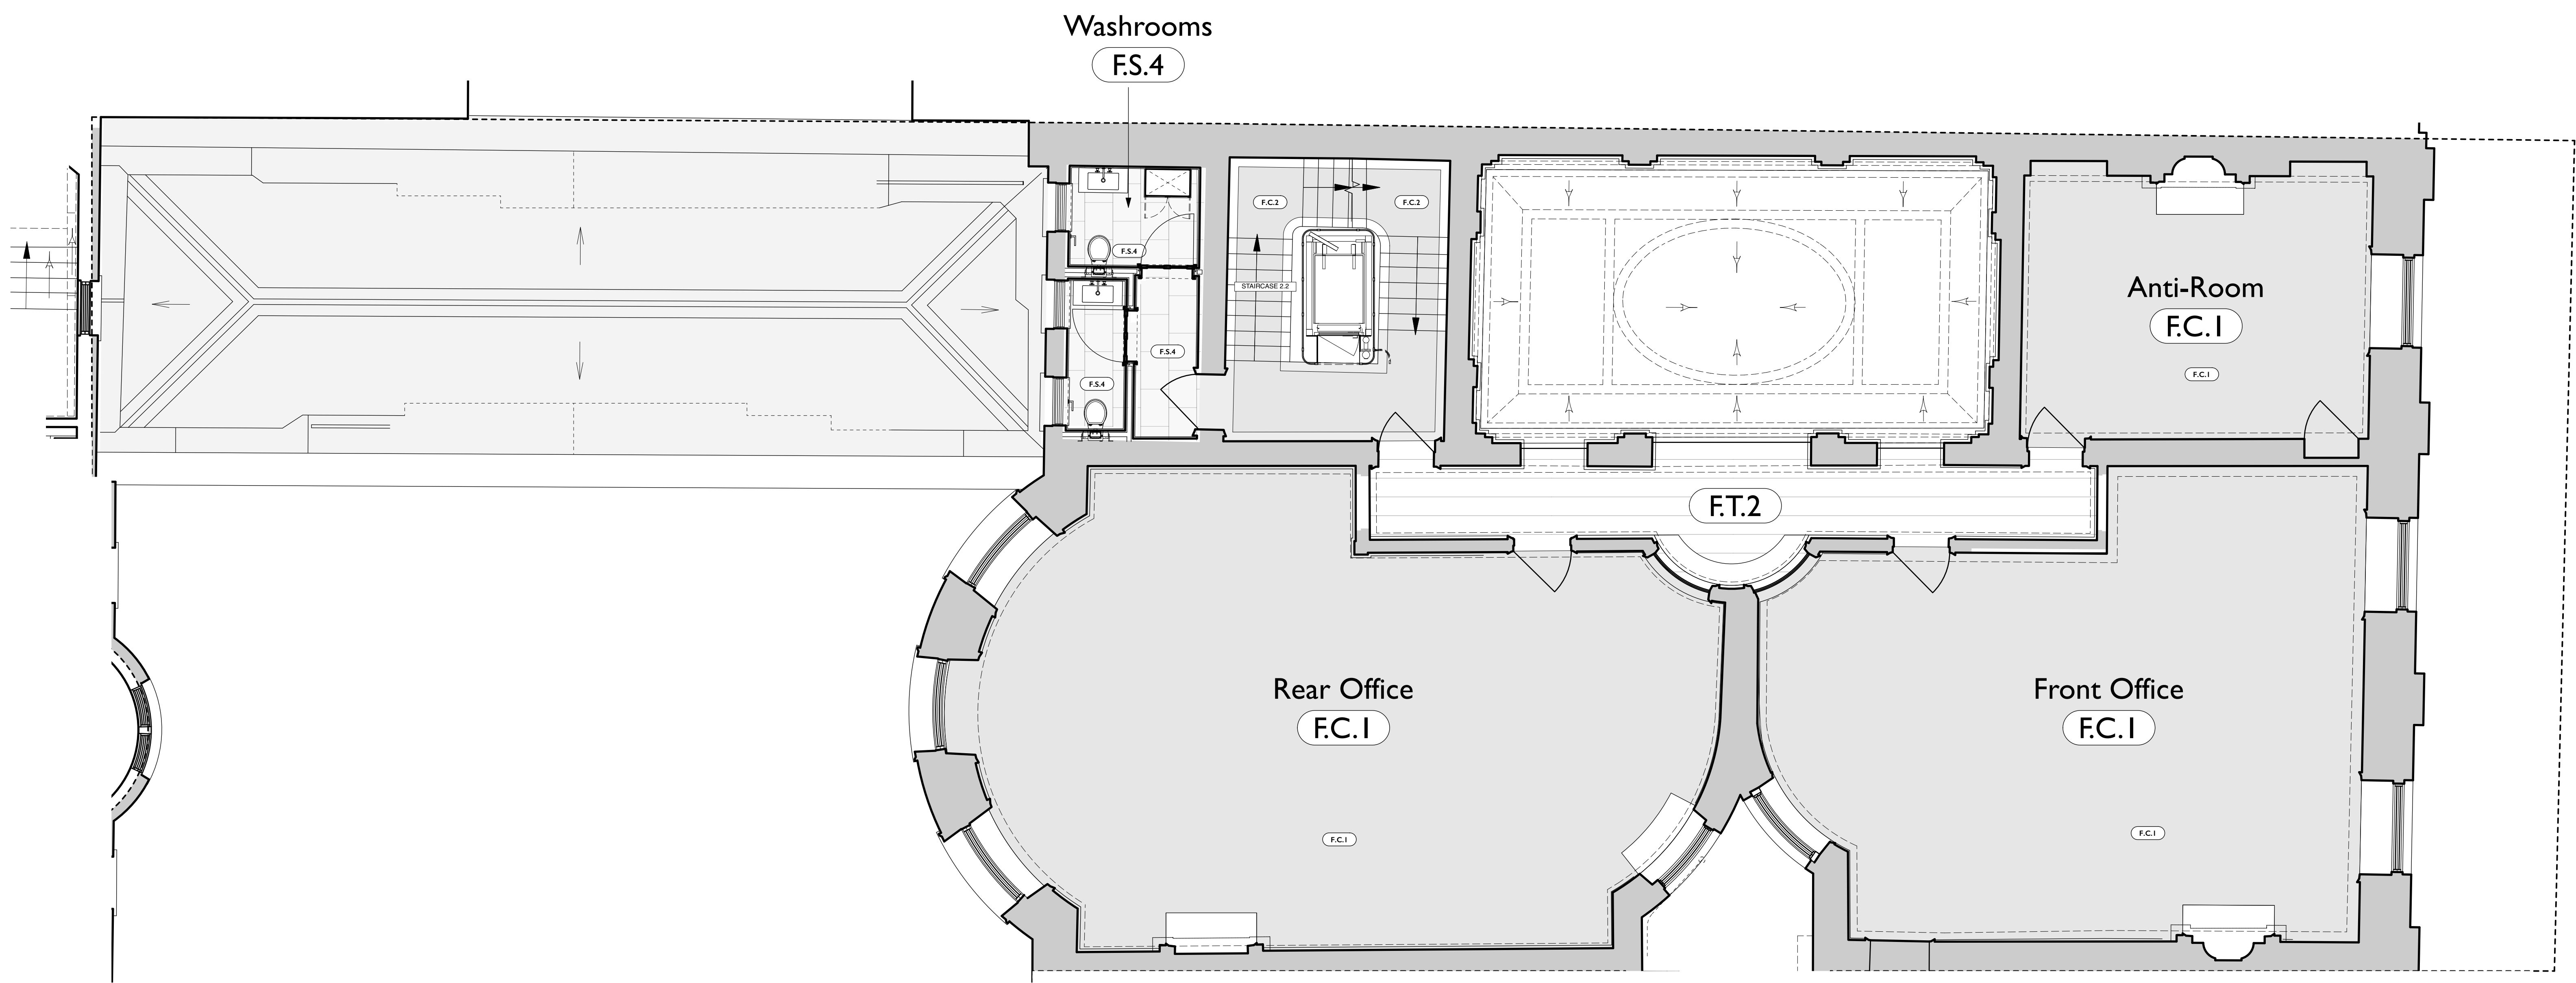 Washrooms
F.S.4
F.C.2
F.C.2
F.S.4
STAIRCASE 2.2
Anti-Room
F.C.1
F.S.4
F.C.1
F.S.4
F.T.2
Rear Office
F.C.1
Front Office
F.C.1
F.C.1
F.C.1